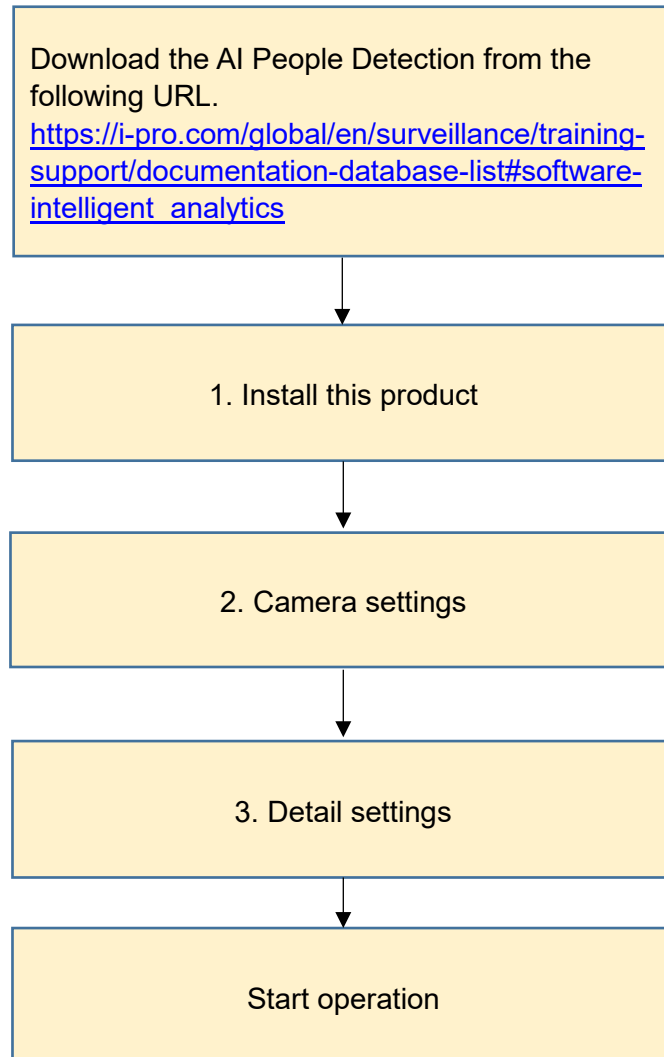 Download the AI People Detection from the
following URL.
https://i-pro.com/global/en/surveillance/training-
support/documentation-database-list#software-
intelligent_analytics
1. Install this product
2. Camera settings
3. Detail settings
Start operation